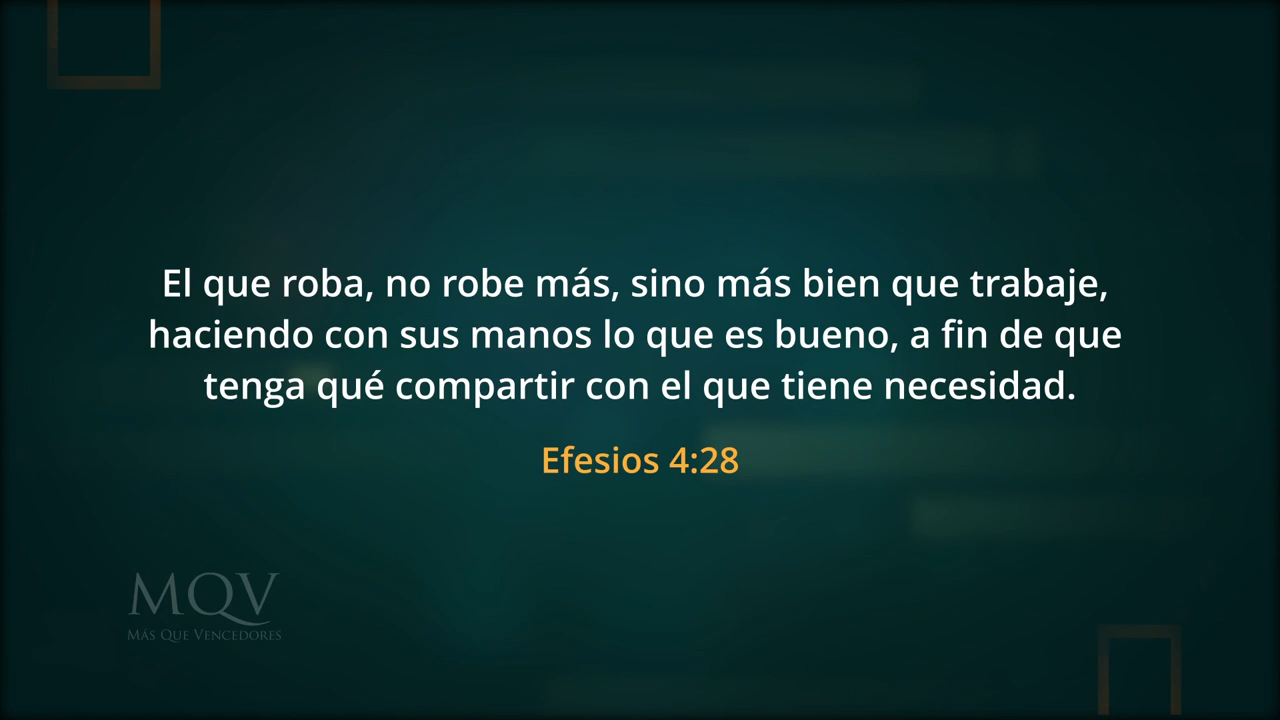 El que roba, no robe más, sino más bien que trabaje,
haciendo con sus manos lo que es bueno, a fin de que
tenga qué compartir con el que tiene necesidad.
Efesios 4:28
MQV
Más Que Vencedores